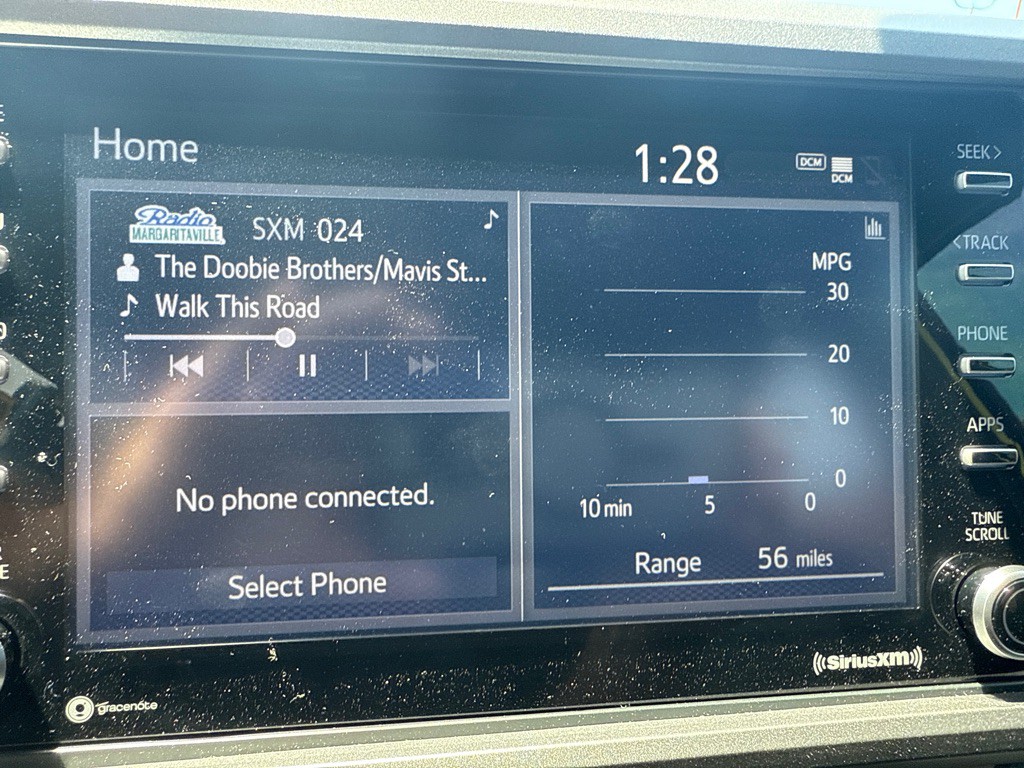 Home
1:28
DCM
DCM
Radio
MARGARITAVILLE
SXM 024
The Doobie Brothers/Mavis St...
Walk This Road
No phone connected.
Select Phone
MPG
30
20
10
0
10 min 5 0
Range 56 miles
SEEK>
<TRACK
PHONE
APPS
TUNE
SCROLL
((SiriusXM))
gracenote